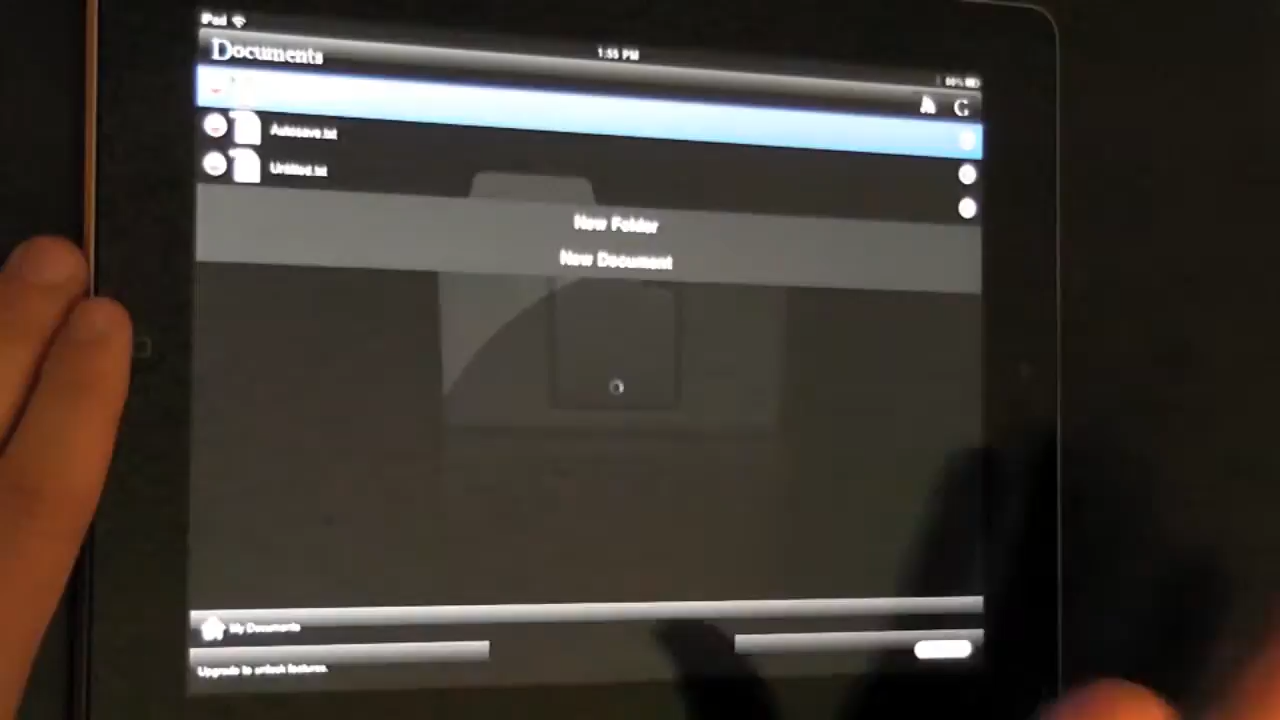 iPad
1:55 PM
Documents
G
Autosave.txt
Untitled.txt
New Folder
New Document
My Documents
Upgrade to unlock features.